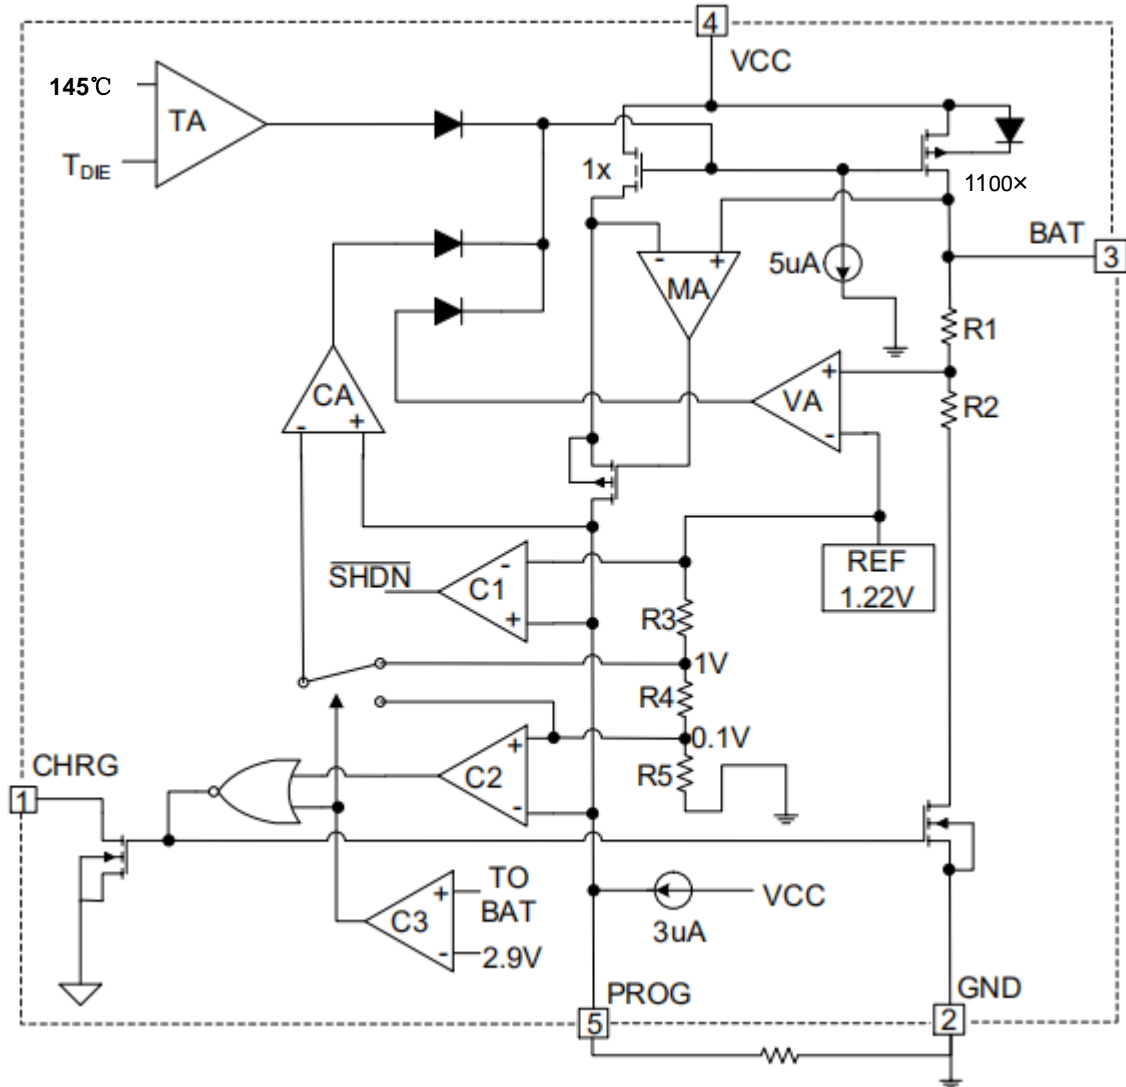 4
VCC
145℃
TA
TDIE
1x
1100×
BAT
3
- +
MA
5uA
R1
CA
- +
+
VA
-
R2
SHDN
-
C1
+
REF
1.22V
R3
1V
R4
0.1V
R5
CHRG
1
+
C2
-
+
C3
-
TO
BAT
2.9V
VCC
3uA
PROG
5
GND
2